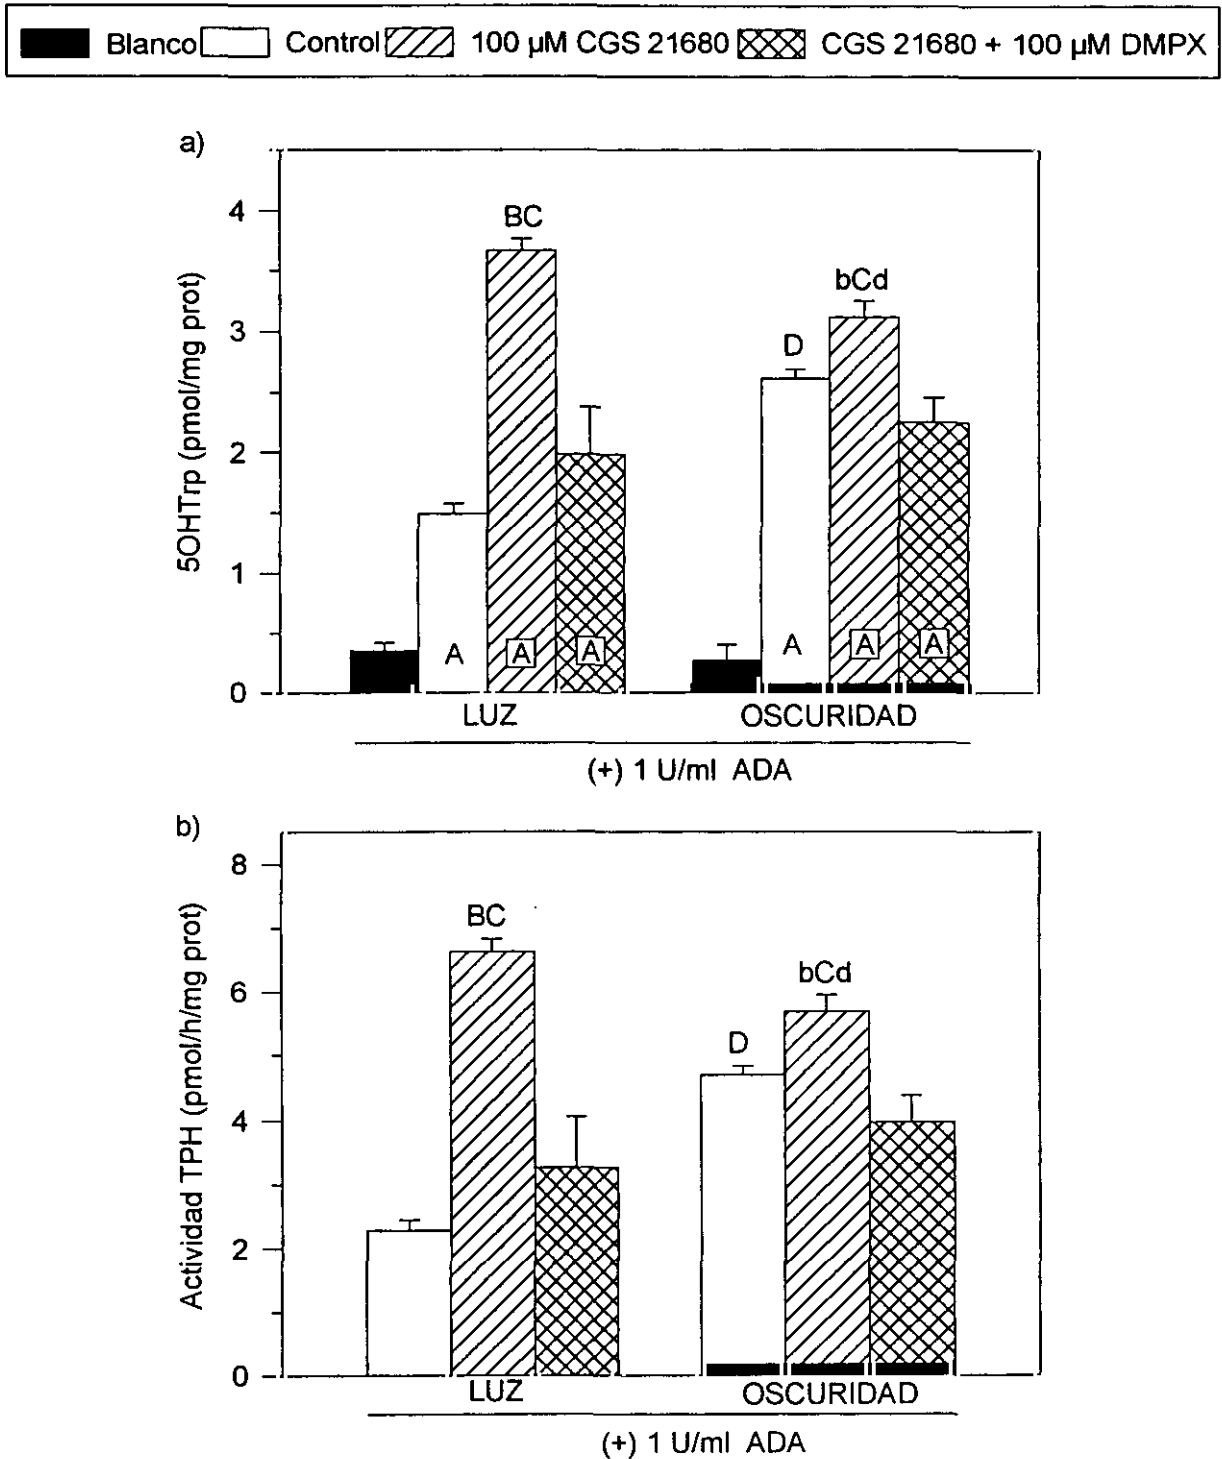 Blanco Control 100 µM CGS 21680 CGS 21680 + 100 µM DMPX
a)
5OHTrp (pmol/mg prot)
4
3
2
1
0
BC
bCd
D
A A A A A A
LUZ OSCURIDAD
(+) 1 U/ml ADA
b)
Actividad TPH (pmol/h/mg prot)
8
6
4
2
0
BC
bCd
D
LUZ OSCURIDAD
(+) 1 U/ml ADA